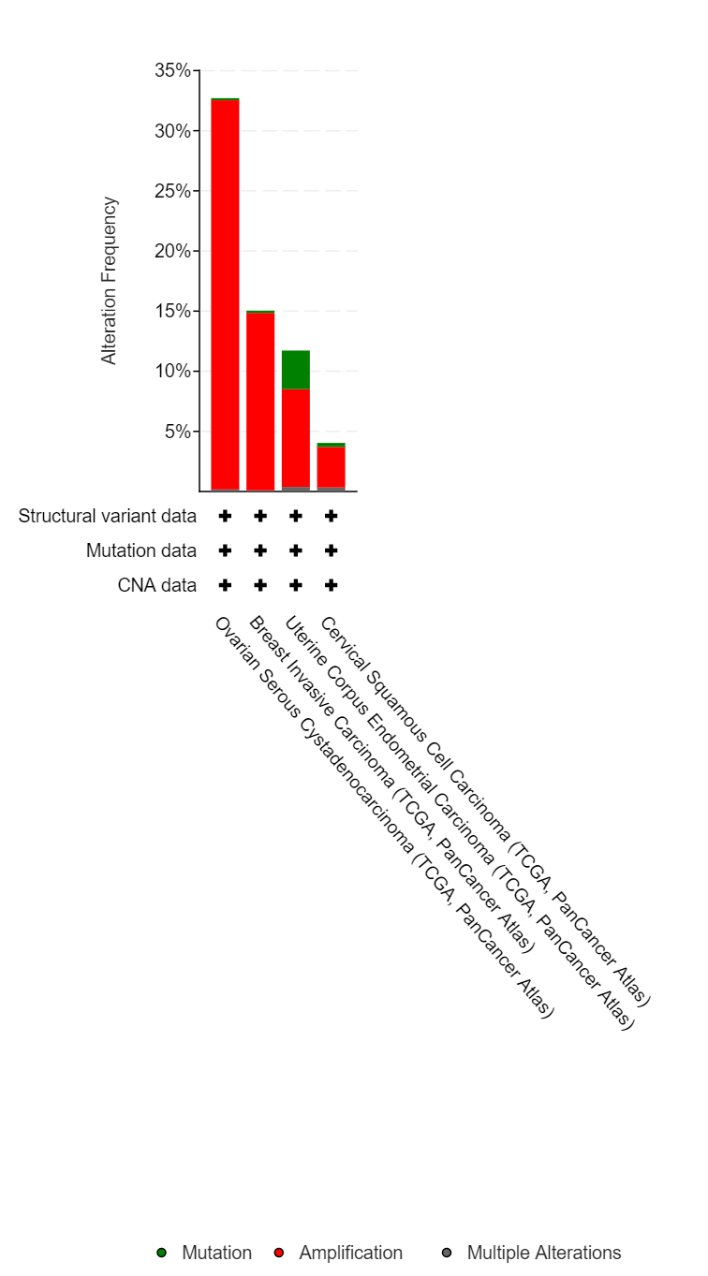 35%
30%
25%
20%
15%
10%
5%
Alteration Frequency
Structural variant data
Mutation data
CNA data
Ovarian Serous Cystadenocarcinoma (TCGA, PanCancer Atlas)
Breast Invasive Carcinoma (TCGA, PanCancer Atlas)
Uterine Corpus Endometrial Carcinoma (TCGA, PanCancer Atlas)
Cervical Squamous Cell Carcinoma (TCGA, PanCancer Atlas)
Mutation Amplification Multiple Alterations